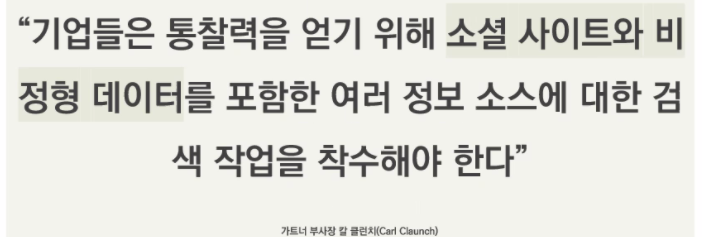 “기업들은 통찰력을 얻기 위해 소셜 사이트와 비
정형 데이터를 포함한 여러 정보 소스에 대한 검
색 작업을 착수해야 한다”
가트너 부사장 칼 클런치(Carl Claunch)